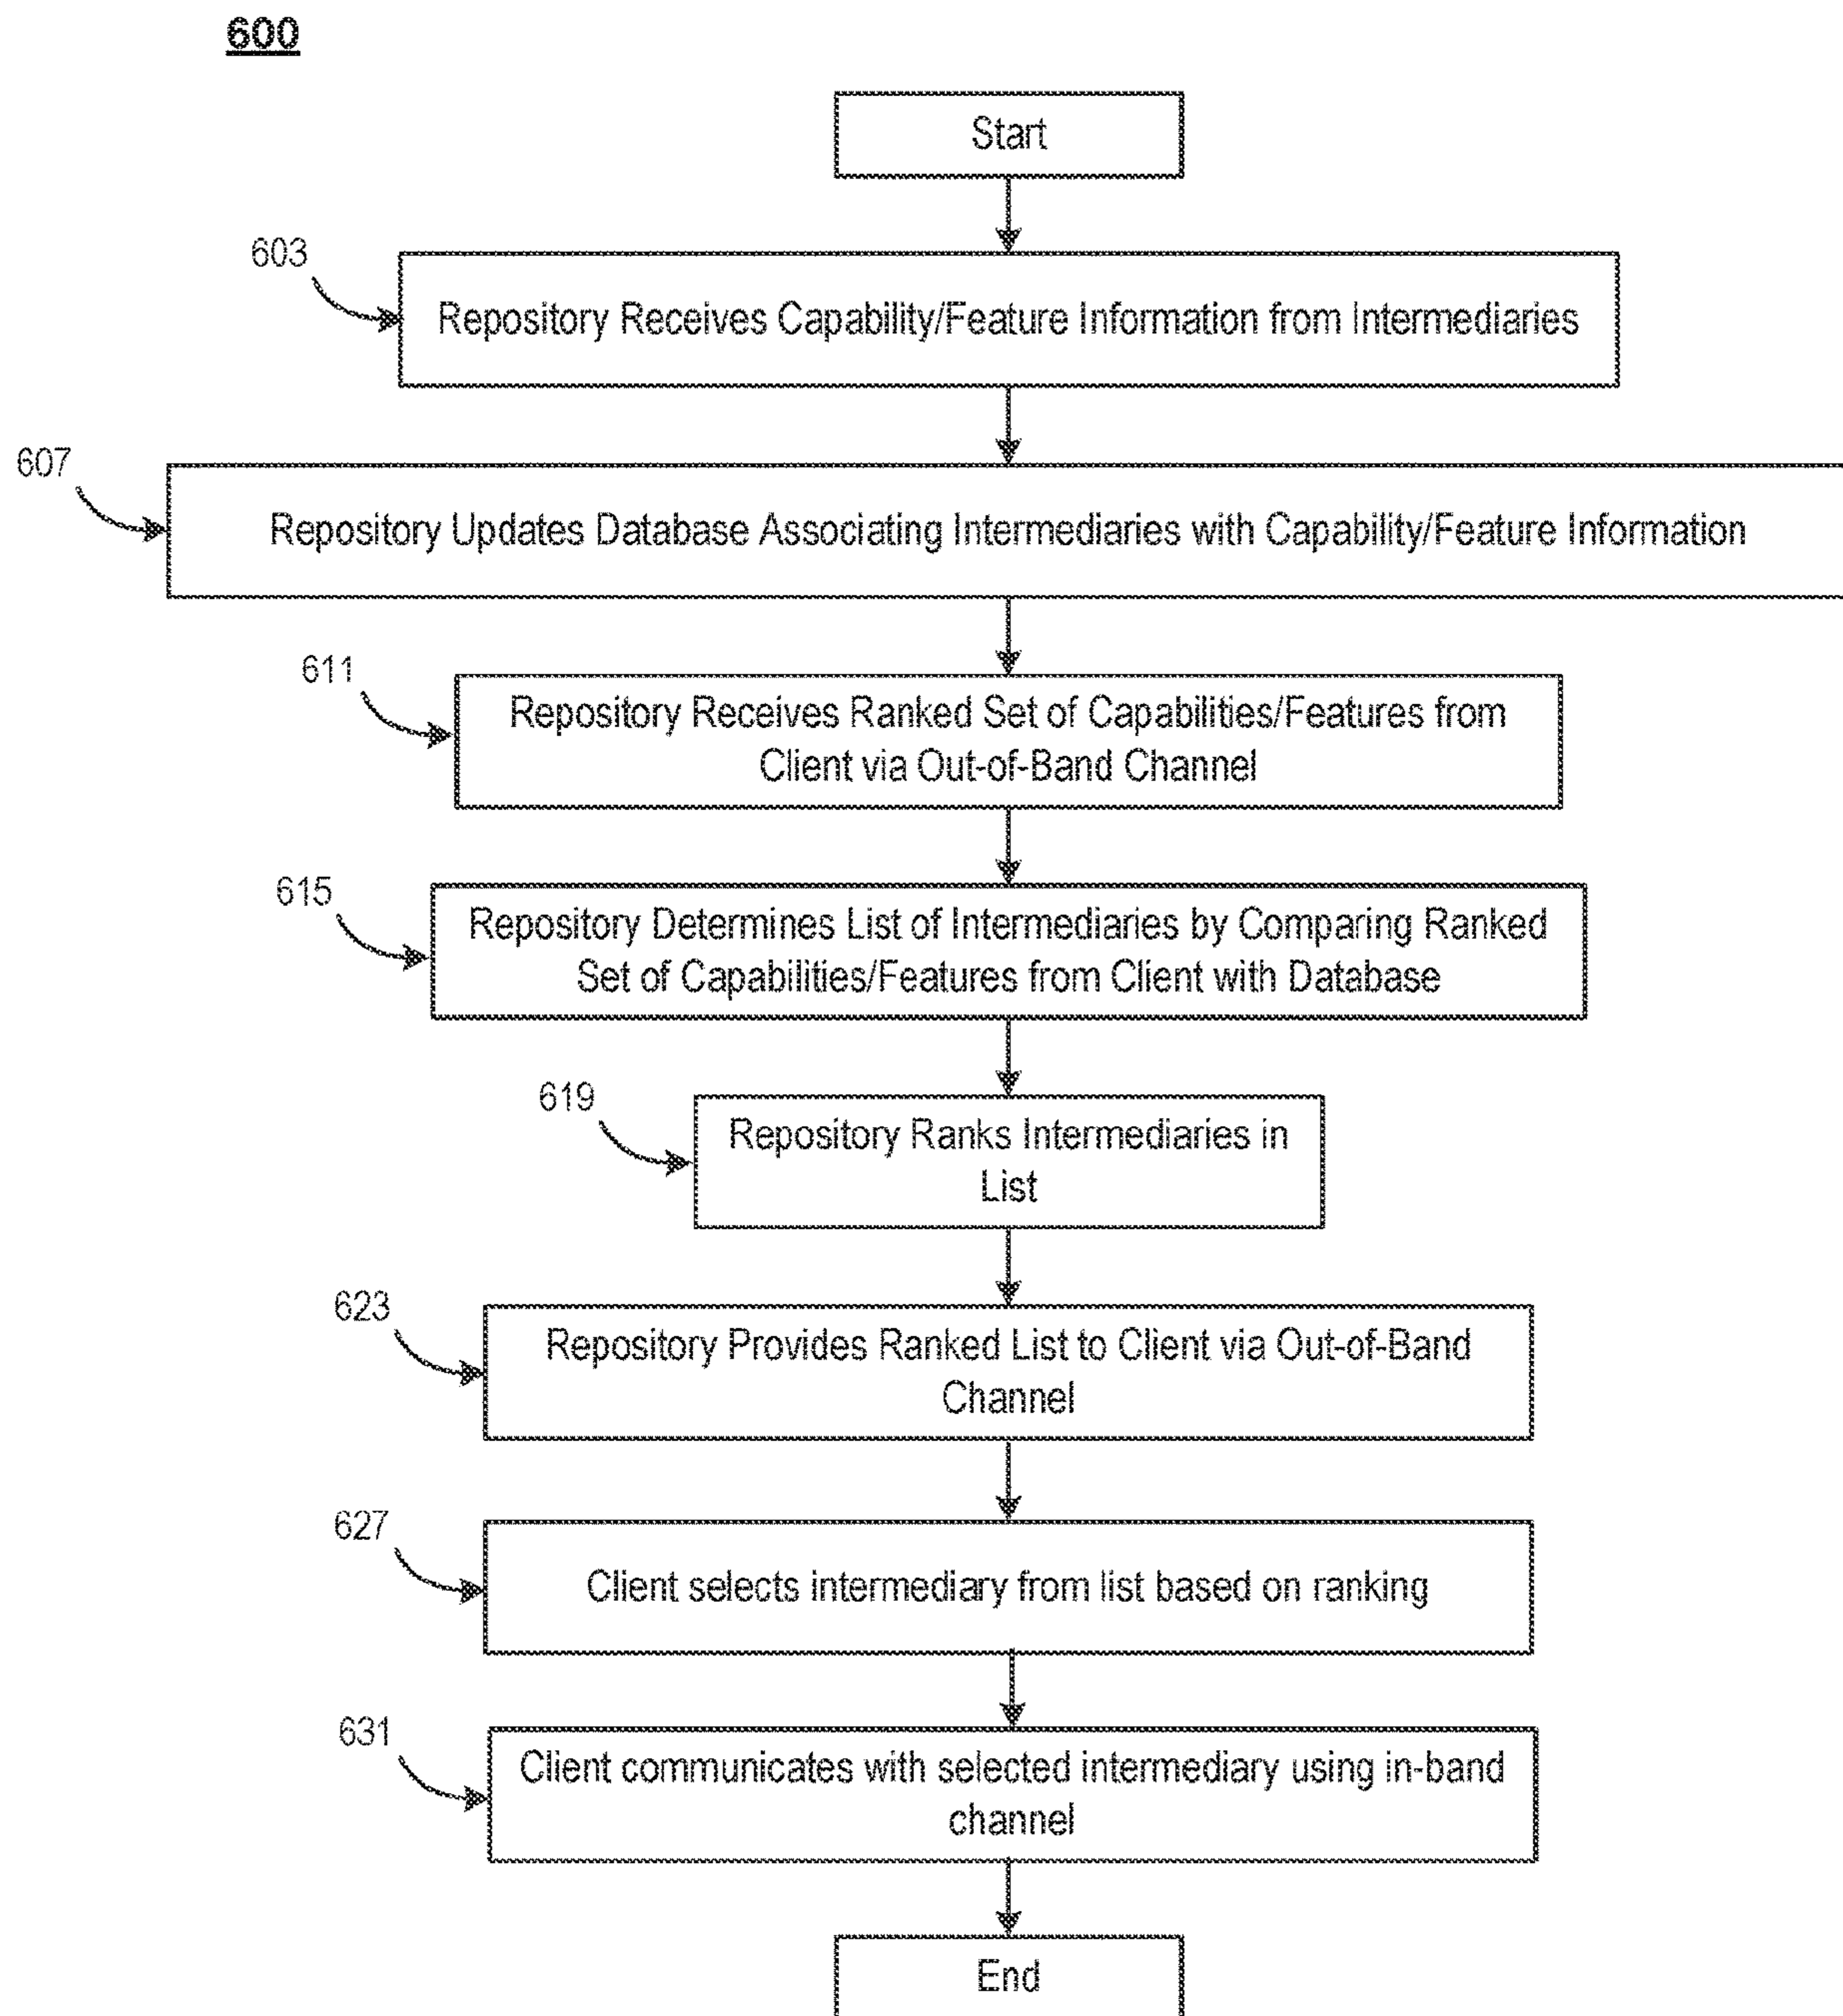 600
Start
603
Repository Receives Capability/Feature Information from Intermediaries
607
Repository Updates Database Associating Intermediaries with Capability/Feature Information
611
Repository Receives Ranked Set of Capabilities/Features from
Client via Out-of-Band Channel
615
Repository Determines List of Intermediaries by Comparing Ranked
Set of Capabilities/Features from Client with Database
619
Repository Ranks Intermediaries in
List
623
Repository Provides Ranked List to Client via Out-of-Band
Channel
627
Client selects intermediary from list based on ranking
631
Client communicates with selected intermediary using in-band
channel
End